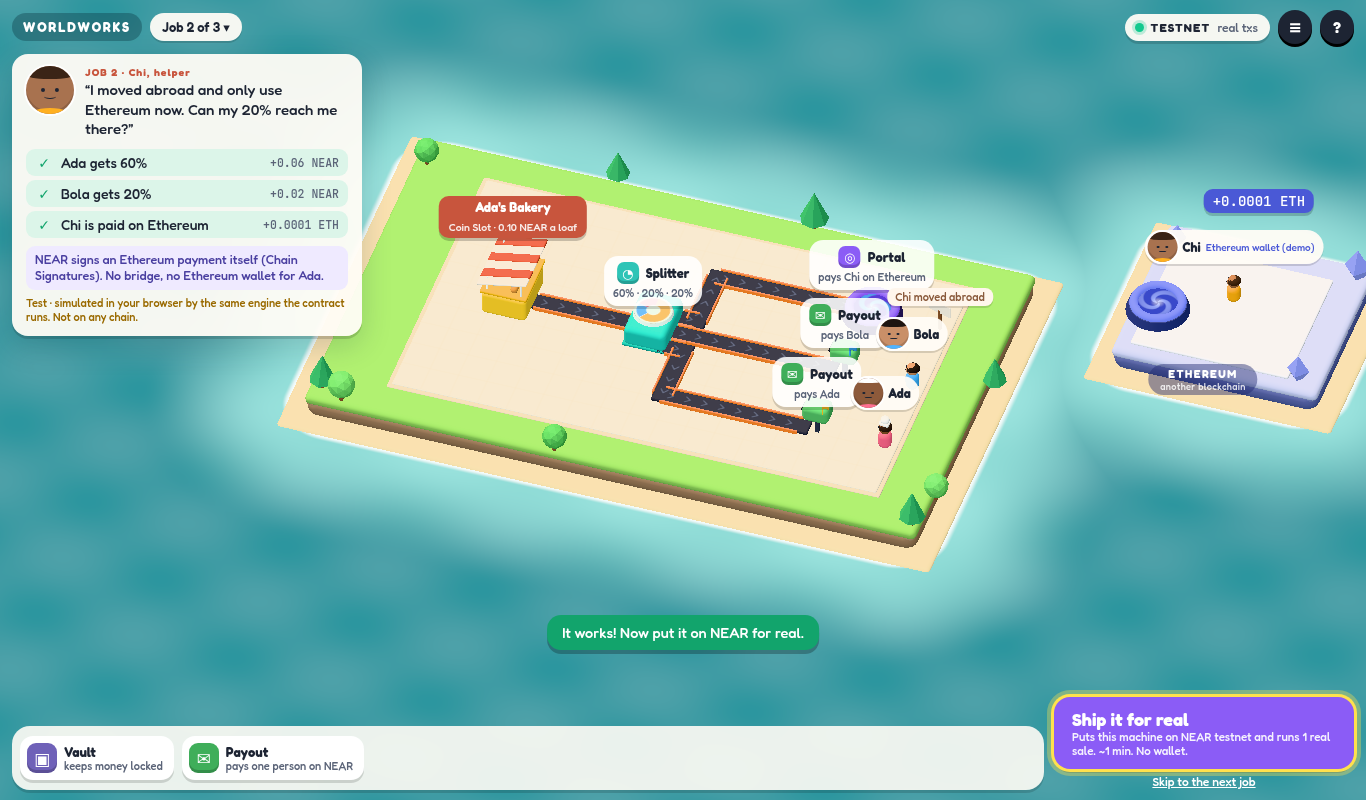 WORLDWORKS
Job 2 of 3 ▾
TESTNET real txs
≡
?
JOB 2 · Chi, helper
“I moved abroad and only use
Ethereum now. Can my 20% reach me
there?”
✓ Ada gets 60% +0.06 NEAR
✓ Bola gets 20% +0.02 NEAR
✓ Chi is paid on Ethereum +0.0001 ETH
NEAR signs an Ethereum payment itself (Chain
Signatures). No bridge, no Ethereum wallet for Ada.
Test · simulated in your browser by the same engine the contract
runs. Not on any chain.
Ada's Bakery
Coin Slot · 0.10 NEAR a loaf
Splitter
60% · 20% · 20%
Portal
pays Chi on Ethereum
Chi moved abroad
Payout
pays Bola
Bola
Payout
pays Ada
Ada
+0.0001 ETH
Chi Ethereum wallet (demo)
ETHEREUM
another blockchain
It works! Now put it on NEAR for real.
Vault
keeps money locked
Payout
pays one person on NEAR
Ship it for real
Puts this machine on NEAR testnet and runs 1 real
sale. ~1 min. No wallet.
Skip to the next job